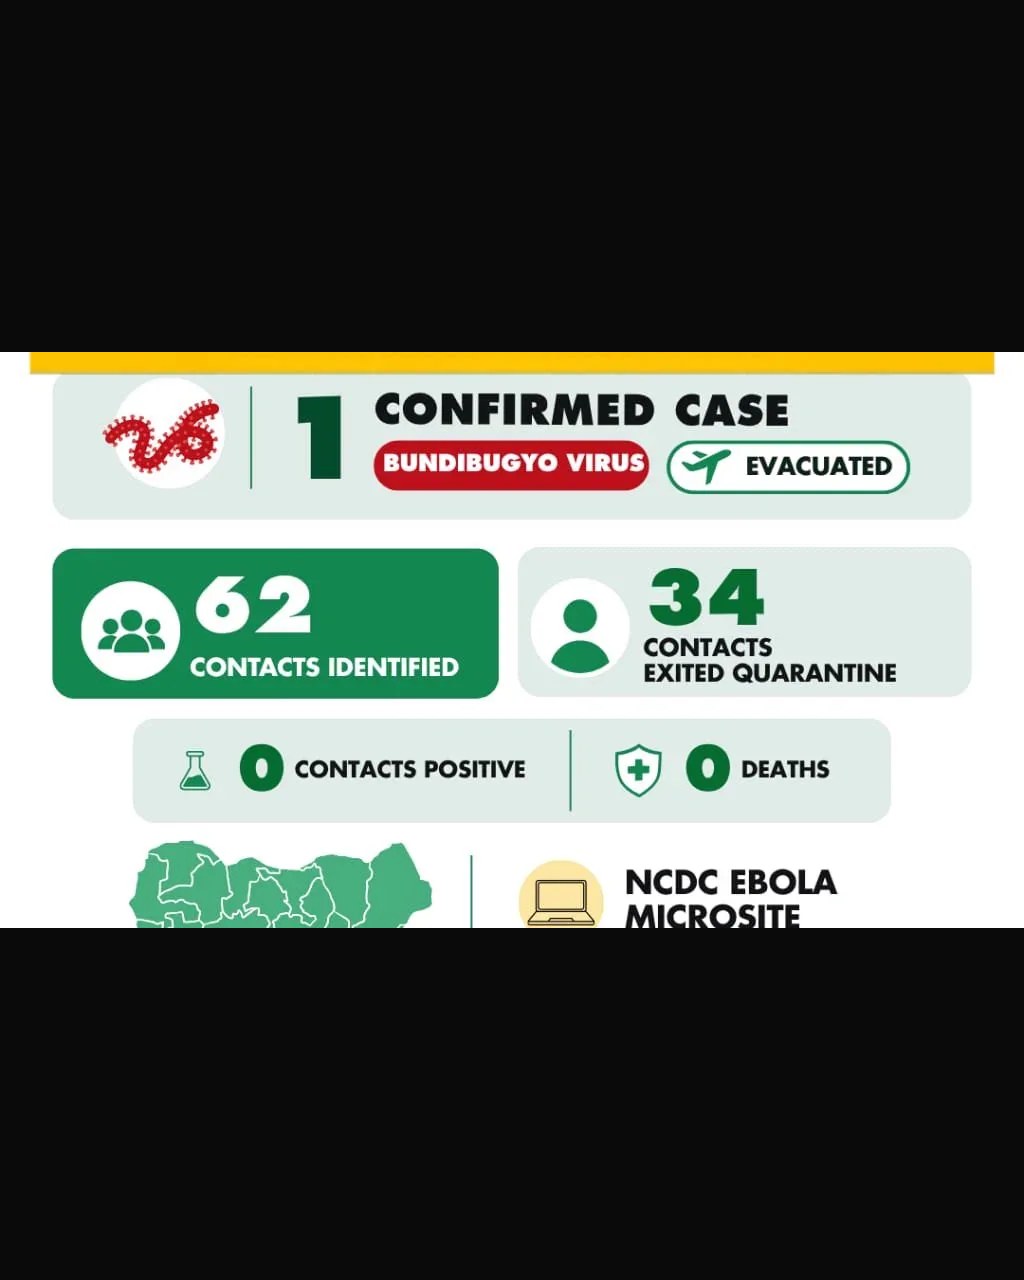 1 CONFIRMED CASE
BUNDIBUGYO VIRUS
EVACUATED
62
CONTACTS IDENTIFIED
34
CONTACTS
EXITED QUARANTINE
0 CONTACTS POSITIVE
0 DEATHS
NCDC EBOLA
MICROSITE